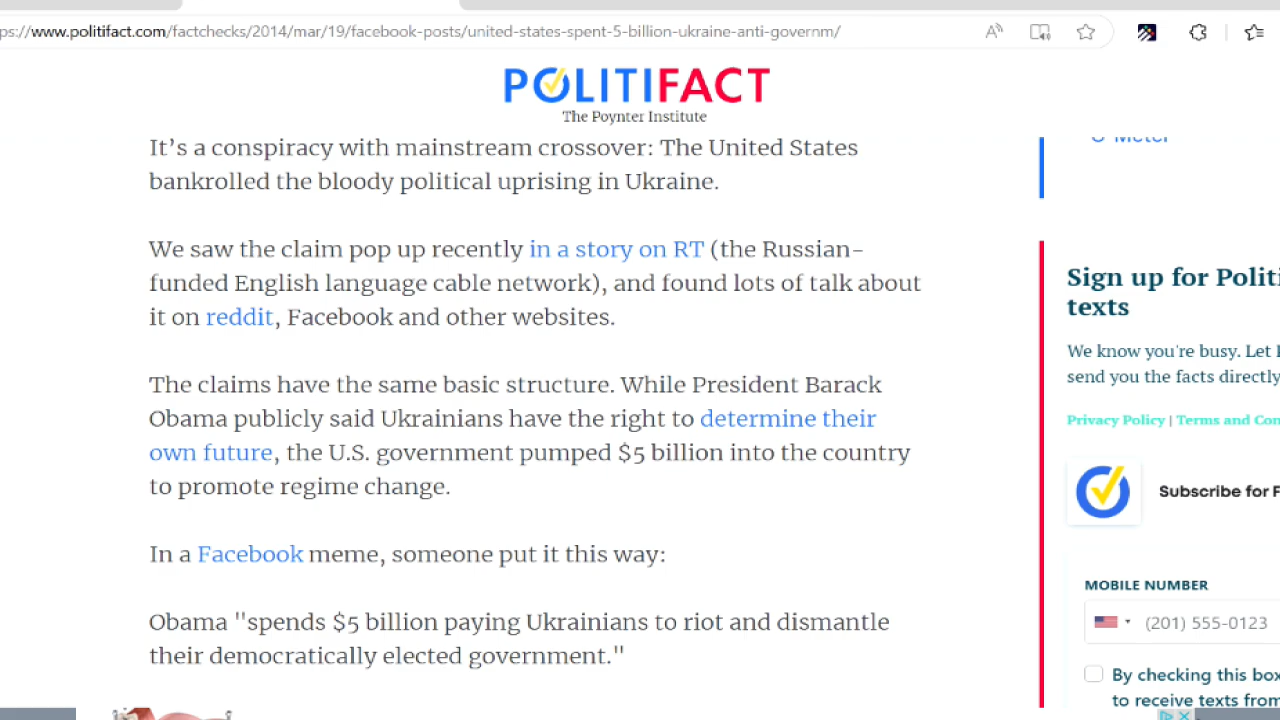 ps://www.politifact.com/factchecks/2014/mar/19/facebook-posts/united-states-spent-5-billion-ukraine-anti-governm/
POLITIFACT
The Poynter Institute
It's a conspiracy with mainstream crossover: The United States
bankrolled the bloody political uprising in Ukraine.
We saw the claim pop up recently in a story on RT (the Russian-
funded English language cable network), and found lots of talk about
it on reddit, Facebook and other websites.
The claims have the same basic structure. While President Barack
Obama publicly said Ukrainians have the right to determine their
own future, the U.S. government pumped $5 billion into the country
to promote regime change.
In a Facebook meme, someone put it this way:
Obama "spends $5 billion paying Ukrainians to riot and dismantle
their democratically elected government."
O-Meter
Sign up for Politi
texts
We know you're busy. Let
send you the facts directly
Privacy Policy | Terms and Con
Subscribe for F
MOBILE NUMBER
(201) 555-0123
By checking this box
to receive texts from